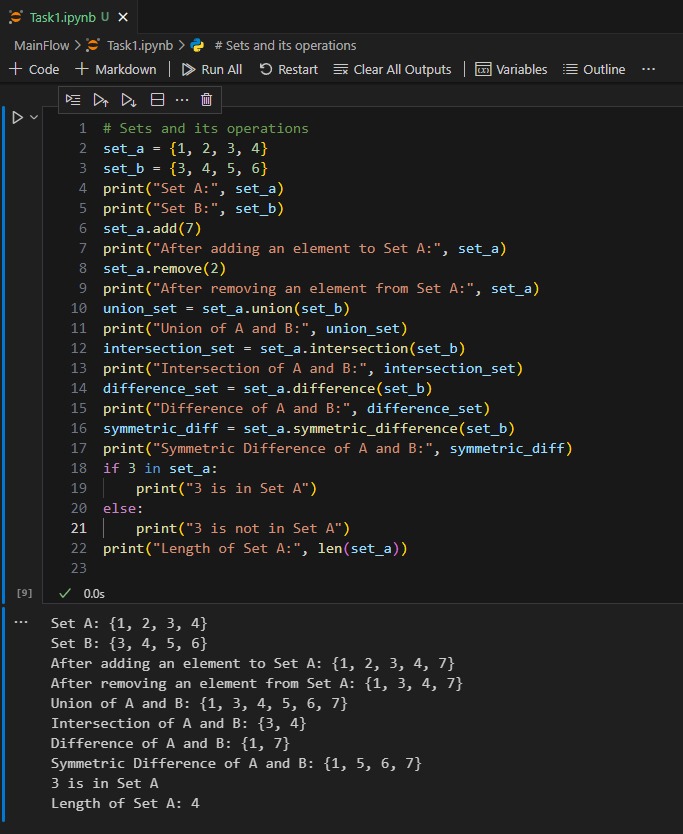 Task1.ipynb U ×
MainFlow > Task1.ipynb > # Sets and its operations
+ Code + Markdown | Run All Restart Clear All Outputs | Variables Outline ...
...
1 # Sets and its operations
2 set_a = {1, 2, 3, 4}
3 set_b = {3, 4, 5, 6}
4 print("Set A:", set_a)
5 print("Set B:", set_b)
6 set_a.add(7)
7 print("After adding an element to Set A:", set_a)
8 set_a.remove(2)
9 print("After removing an element from Set A:", set_a)
10 union_set = set_a.union(set_b)
11 print("Union of A and B:", union_set)
12 intersection_set = set_a.intersection(set_b)
13 print("Intersection of A and B:", intersection_set)
14 difference_set = set_a.difference(set_b)
15 print("Difference of A and B:", difference_set)
16 symmetric_diff = set_a.symmetric_difference(set_b)
17 print("Symmetric Difference of A and B:", symmetric_diff)
18 if 3 in set_a:
19     print("3 is in Set A")
20 else:
21     print("3 is not in Set A")
22 print("Length of Set A:", len(set_a))
23
[9] ✓ 0.0s
... Set A: {1, 2, 3, 4}
Set B: {3, 4, 5, 6}
After adding an element to Set A: {1, 2, 3, 4, 7}
After removing an element from Set A: {1, 3, 4, 7}
Union of A and B: {1, 3, 4, 5, 6, 7}
Intersection of A and B: {3, 4}
Difference of A and B: {1, 7}
Symmetric Difference of A and B: {1, 5, 6, 7}
3 is in Set A
Length of Set A: 4